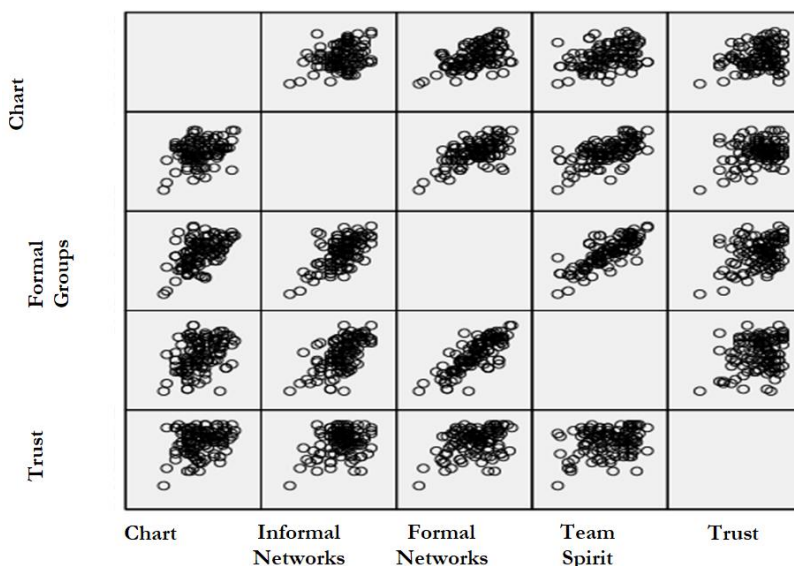 Chart
Formal
Groups
Trust
Chart
Informal
Networks
Formal
Networks
Team
Spirit
Trust